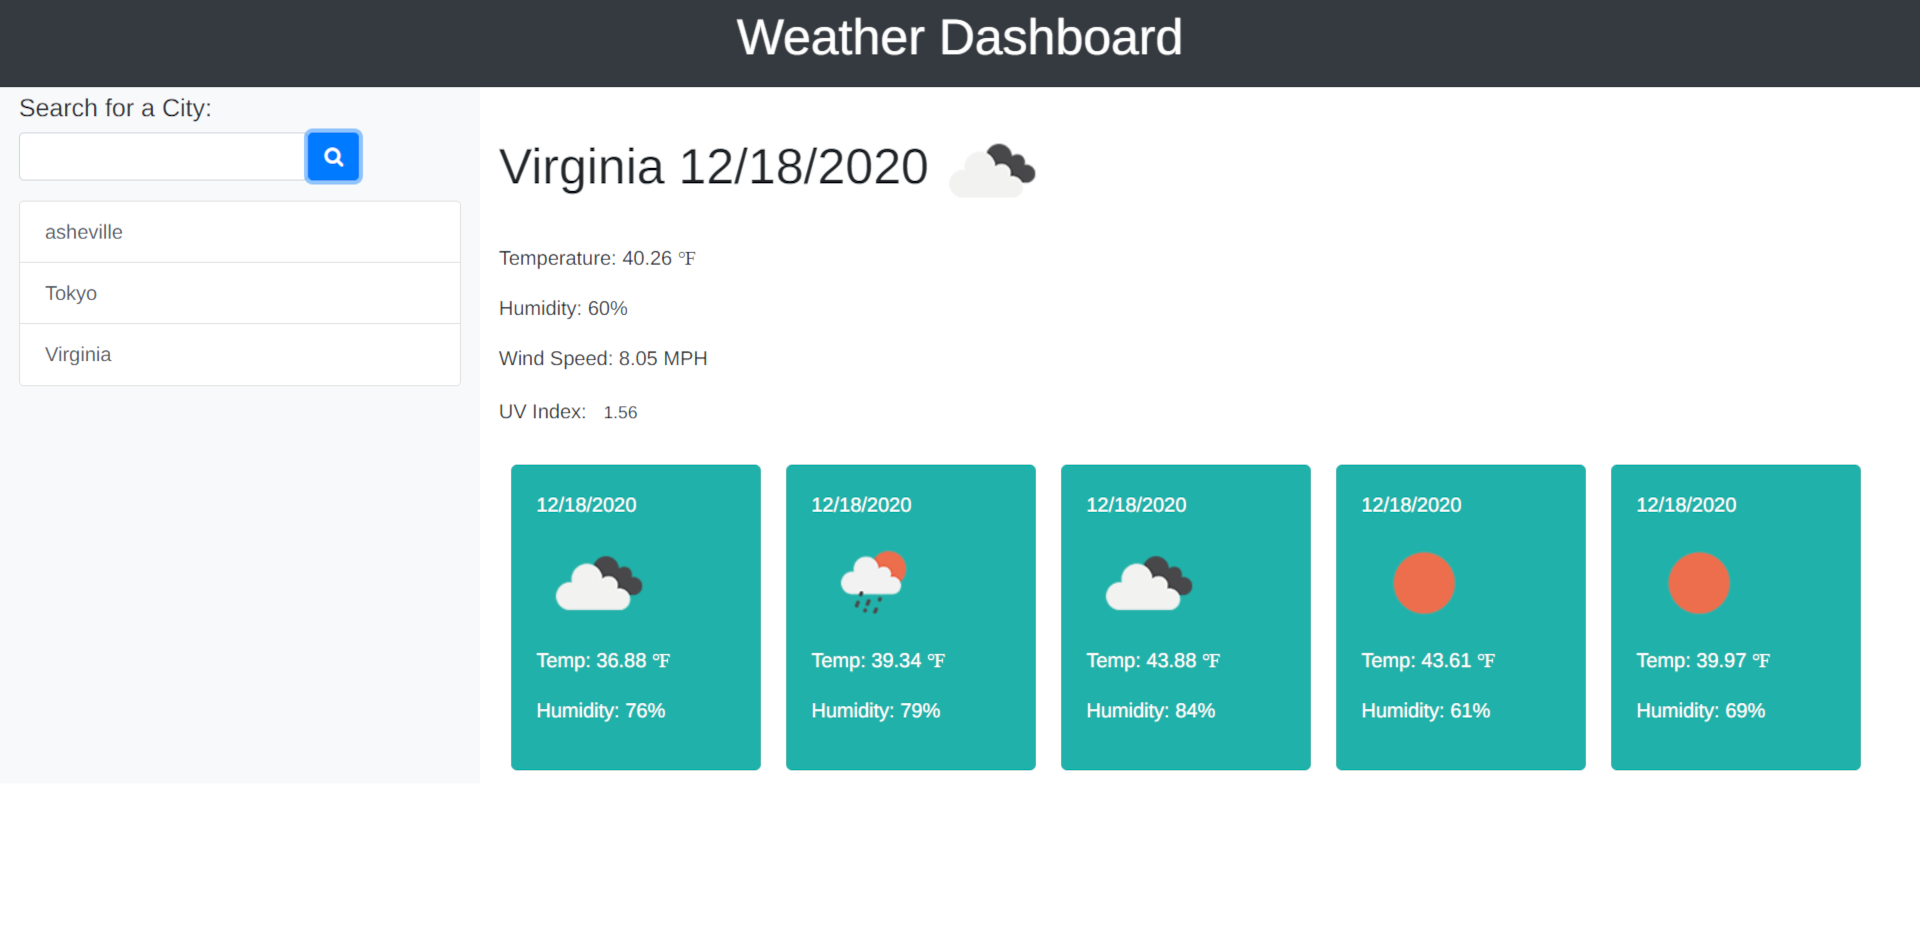 Weather Dashboard
Search for a City:
asheville
Tokyo
Virginia
Virginia 12/18/2020
Temperature: 40.26 °F
Humidity: 60%
Wind Speed: 8.05 MPH
UV Index: 1.56
12/18/2020
Temp: 36.88 °F
Humidity: 76%
12/18/2020
Temp: 39.34 °F
Humidity: 79%
12/18/2020
Temp: 43.88 °F
Humidity: 84%
12/18/2020
Temp: 43.61 °F
Humidity: 61%
12/18/2020
Temp: 39.97 °F
Humidity: 69%